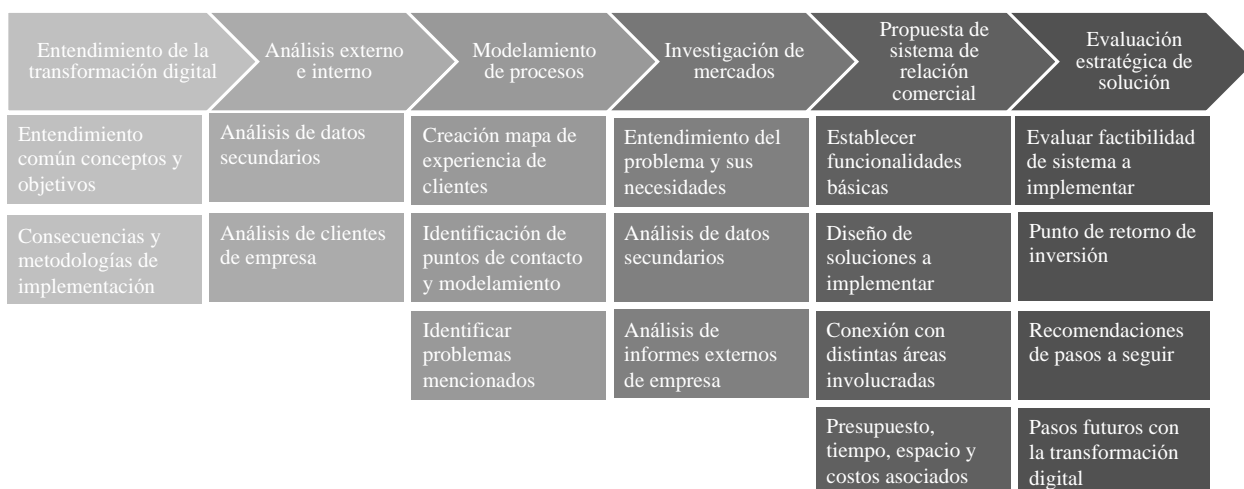 Entendimiento de la
transformación digital
Análisis externo
e interno
Modelamiento
de procesos
Investigación de
mercados
Propuesta de
sistema de
relación
comercial
Evaluación
estratégica de
solución
Entendimiento
común conceptos y
objetivos
Análisis de datos
secundarios
Creación mapa de
experiencia de
clientes
Entendimiento del
problema y sus
necesidades
Establecer
funcionalidades
básicas
Evaluar factibilidad
de sistema a
implementar
Consecuencias y
metodologías de
implementación
Análisis de clientes
de empresa
Identificación de
puntos de contacto
y modelamiento
Análisis de datos
secundarios
Diseño de
soluciones a
implementar
Punto de retorno de
inversión
Identificar
problemas
mencionados
Análisis de
informes externos
de empresa
Conexión con
distintas áreas
involucradas
Recomendaciones
de pasos a seguir
Presupuesto,
tiempo, espacio y
costos asociados
Pasos futuros con
la transformación
digital